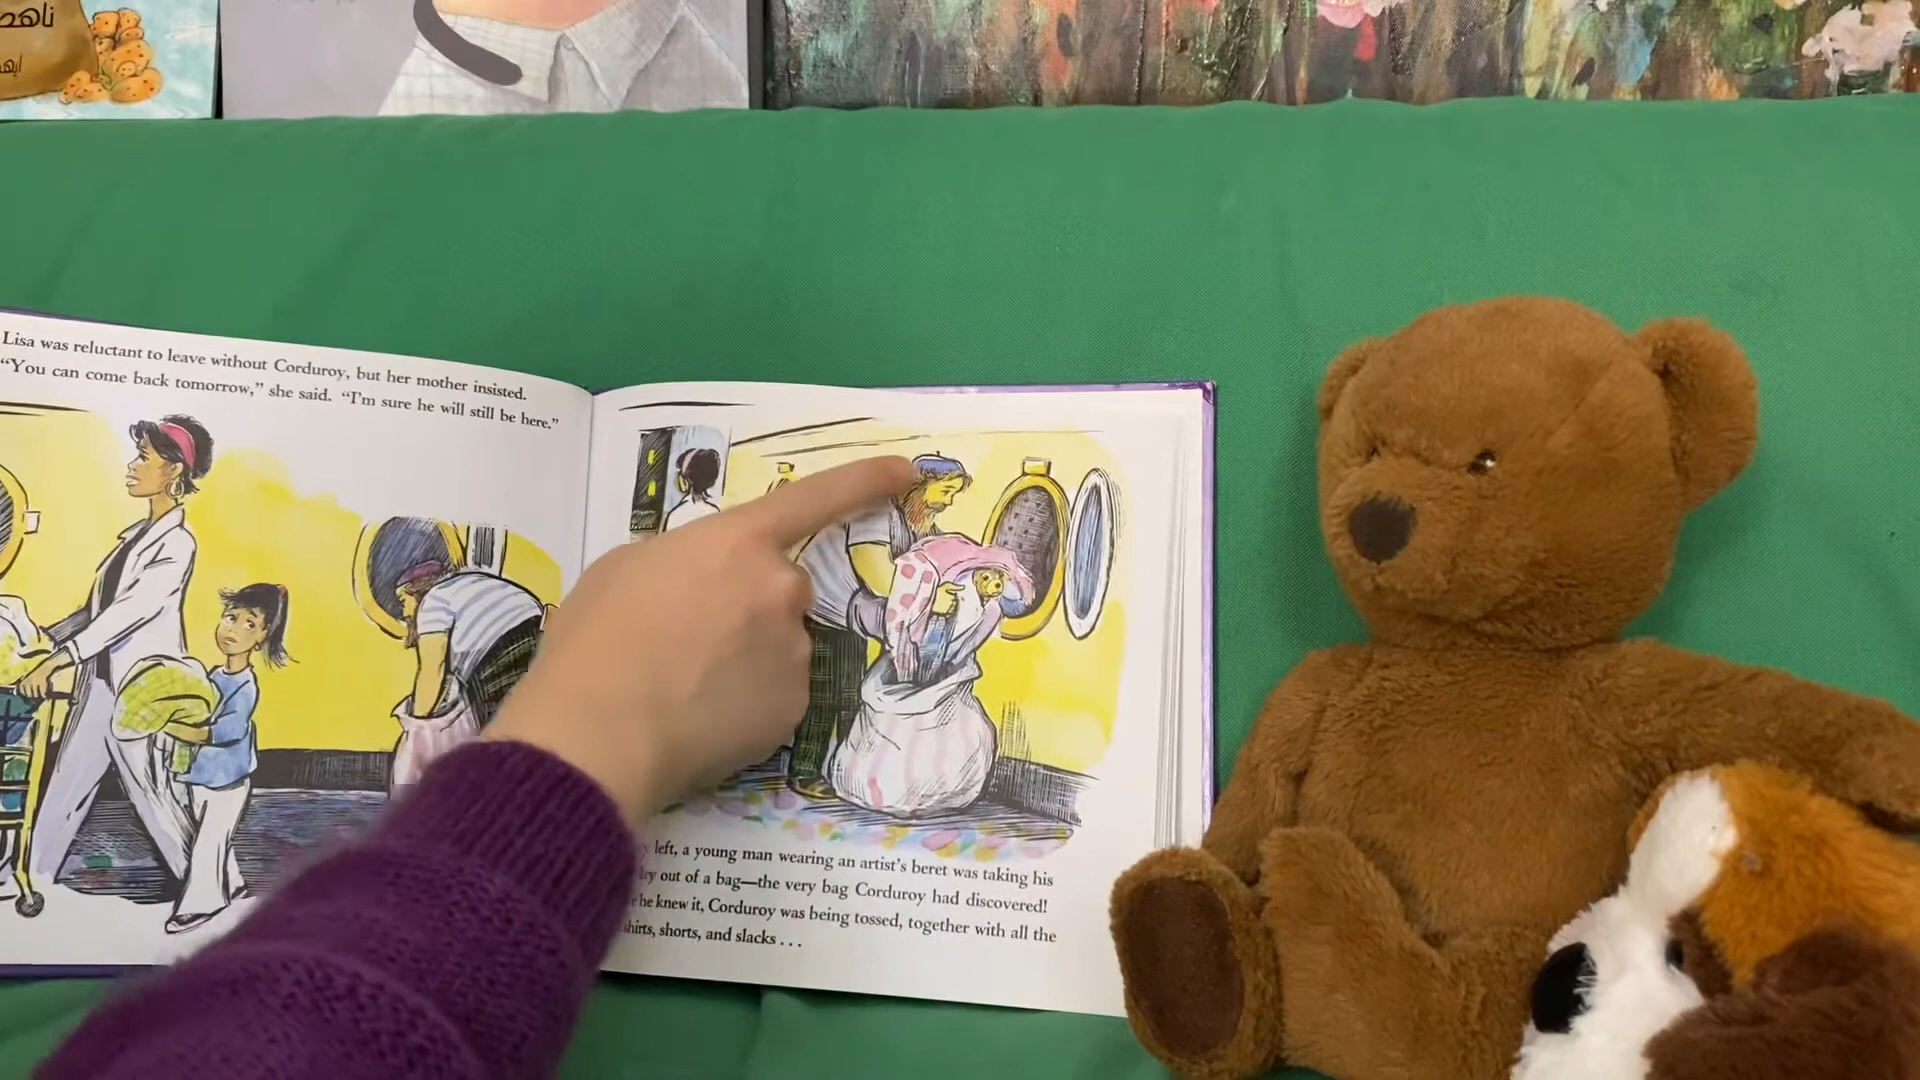 ناهد
Lisa was reluctant to leave without Corduroy, but her mother insisted.
“You can come back tomorrow,” she said. “I’m sure he will still be here.”
left, a young man wearing an artist’s beret was taking his
out of a bag—the very bag Corduroy had discovered!
he knew it, Corduroy was being tossed, together with all the
shorts, and slacks . . .